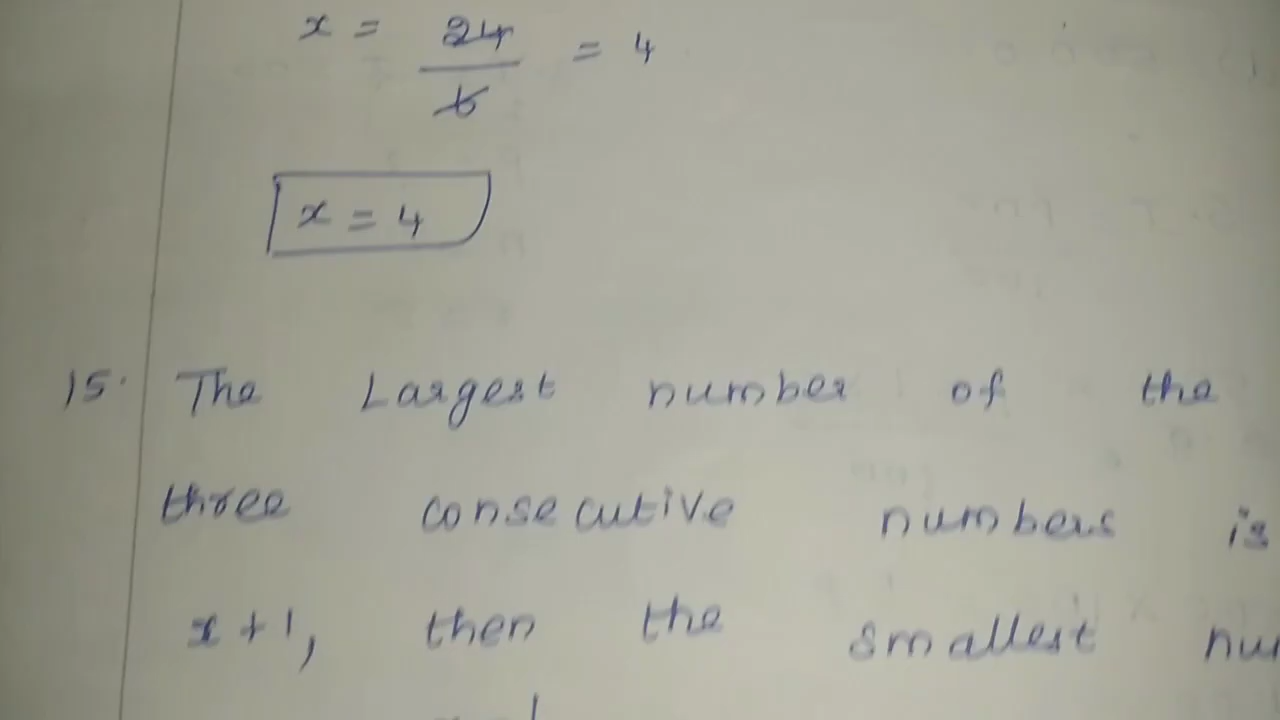 x = 24/6 = 4
x = 4
15. The Largest number of the
three consecutive numbers is
x+1, then the smallest